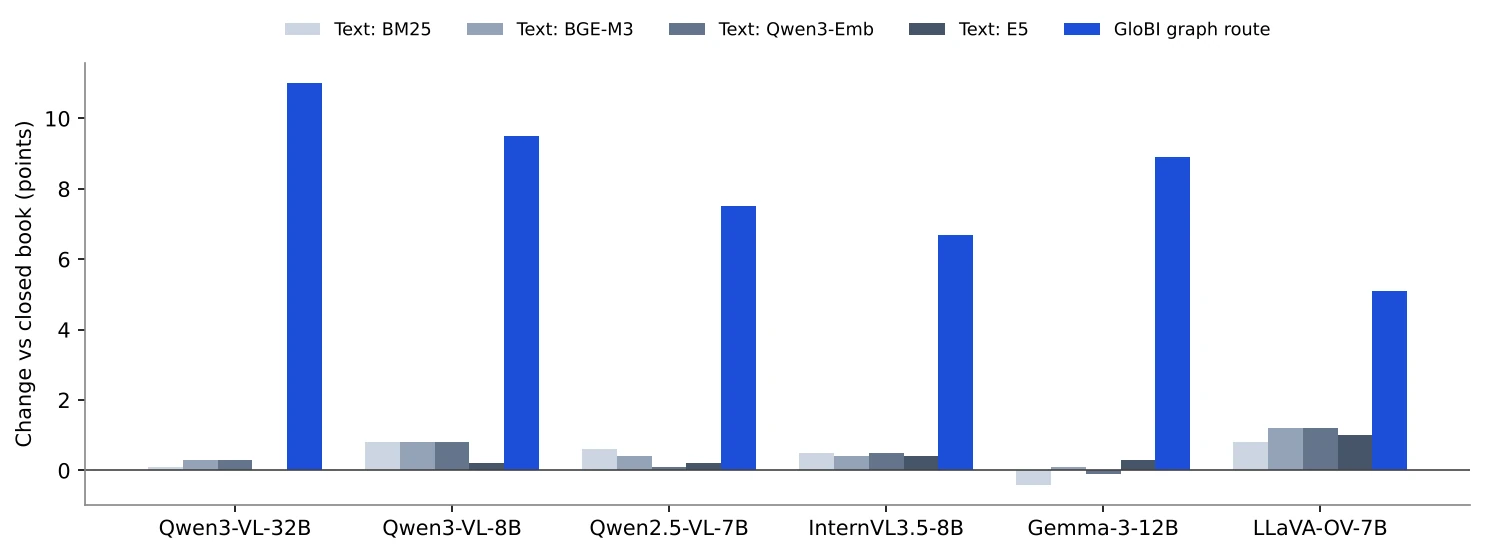 Text: BM25 Text: BGE-M3 Text: Qwen3-Emb Text: E5 GloBI graph route
Change vs closed book (points)
10
8
6
4
2
0
Qwen3-VL-32B Qwen3-VL-8B Qwen2.5-VL-7B InternVL3.5-8B Gemma-3-12B LLaVA-OV-7B